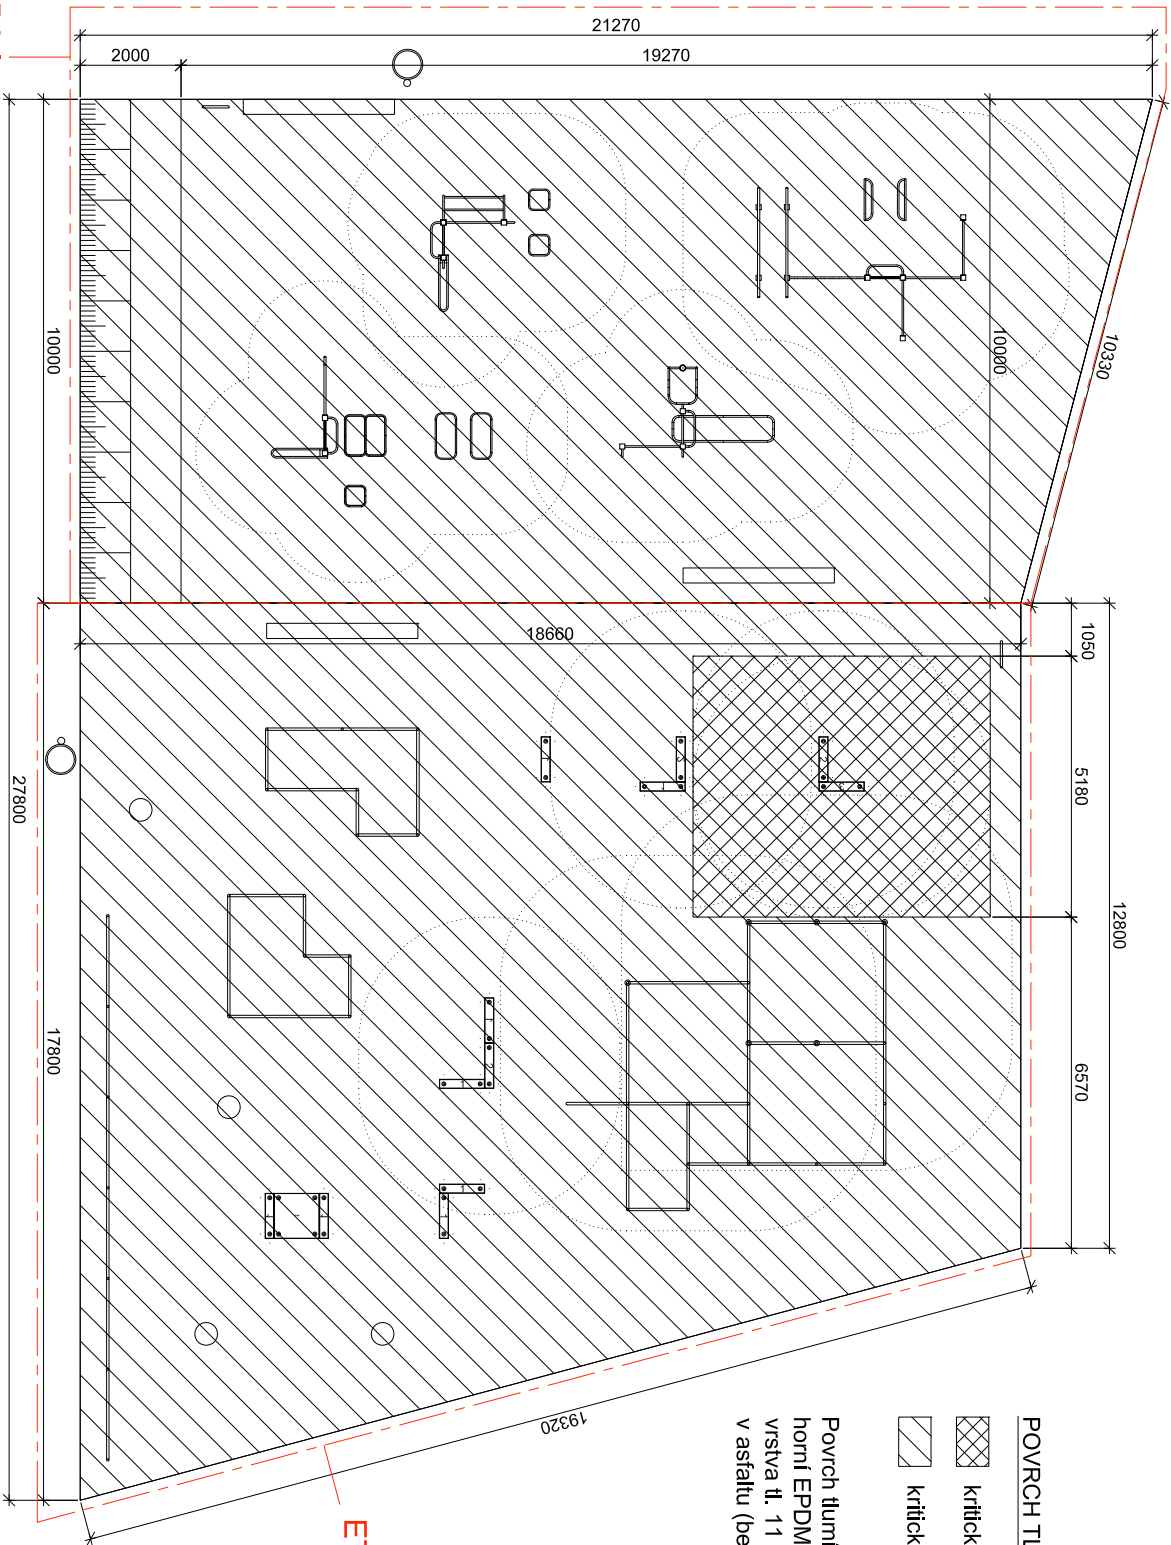 21270
2000
19270
10000
10330
10000
1050
18660
5180
12800
27800
17800
6570
19320
POVRCH TL
kritick
kritick
Povrch tlumi
horní EPDM
vrstva tl. 11
v asfaltu (be